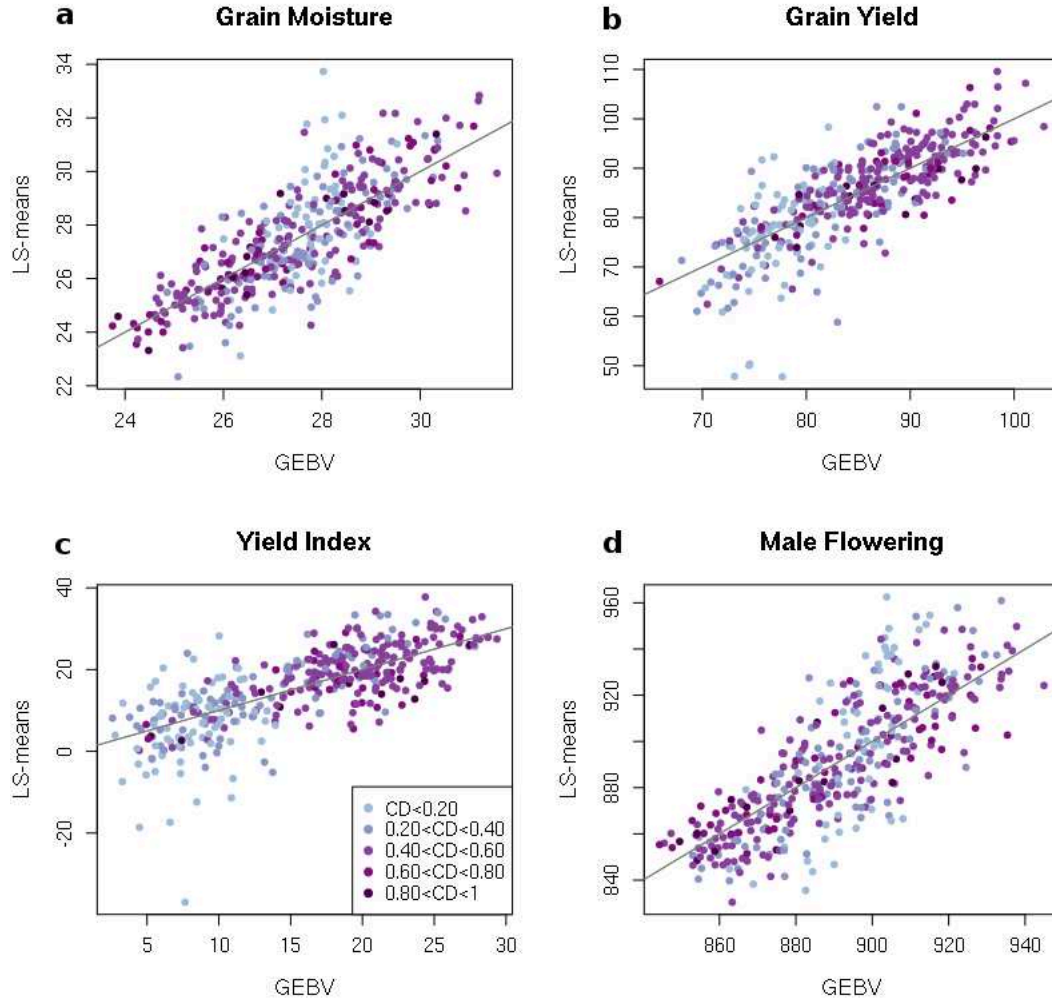 a Grain Moisture
34
32
30
28
26
24
22
LS-means
24 26 28 30
GEBV
b Grain Yield
110
100
90
80
70
60
50
LS-means
70 80 90 100
GEBV
c Yield Index
40
20
0
-20
LS-means
CD<0.20
0.20<CD<0.40
0.40<CD<0.60
0.60<CD<0.80
0.80<CD<1
5 10 15 20 25 30
GEBV
d Male Flowering
960
920
880
840
LS-means
860 880 900 920 940
GEBV